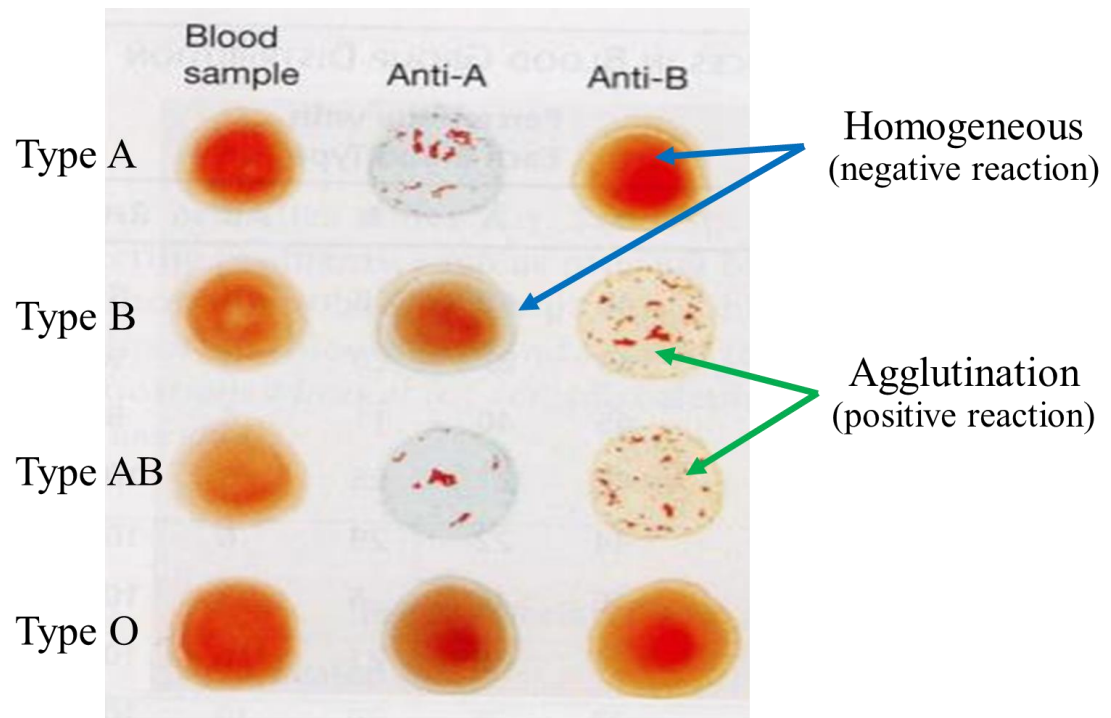 Blood
sample
Anti-A
Anti-B
Type A
Homogeneous
(negative reaction)
Type B
Agglutination
(positive reaction)
Type AB
Type O